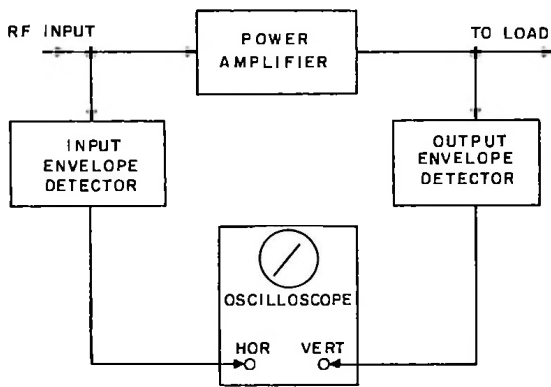 RF INPUT
POWER
AMPLIFIER
TO LOAD
INPUT
ENVELOPE
DETECTOR
OUTPUT
ENVELOPE
DETECTOR
OSCILLOSCOPE
HOR VERT